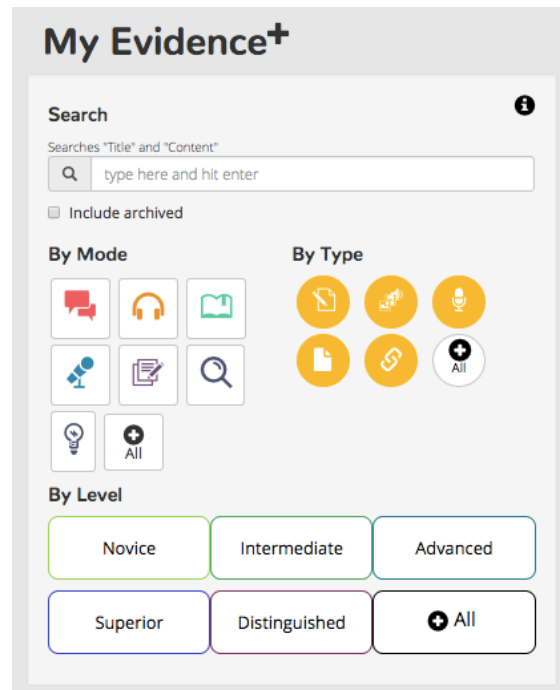 My Evidence+
Search
Searches "Title" and "Content"
type here and hit enter
Include archived
By Mode
By Type
All
All
By Level
Novice Intermediate Advanced
Superior Distinguished All